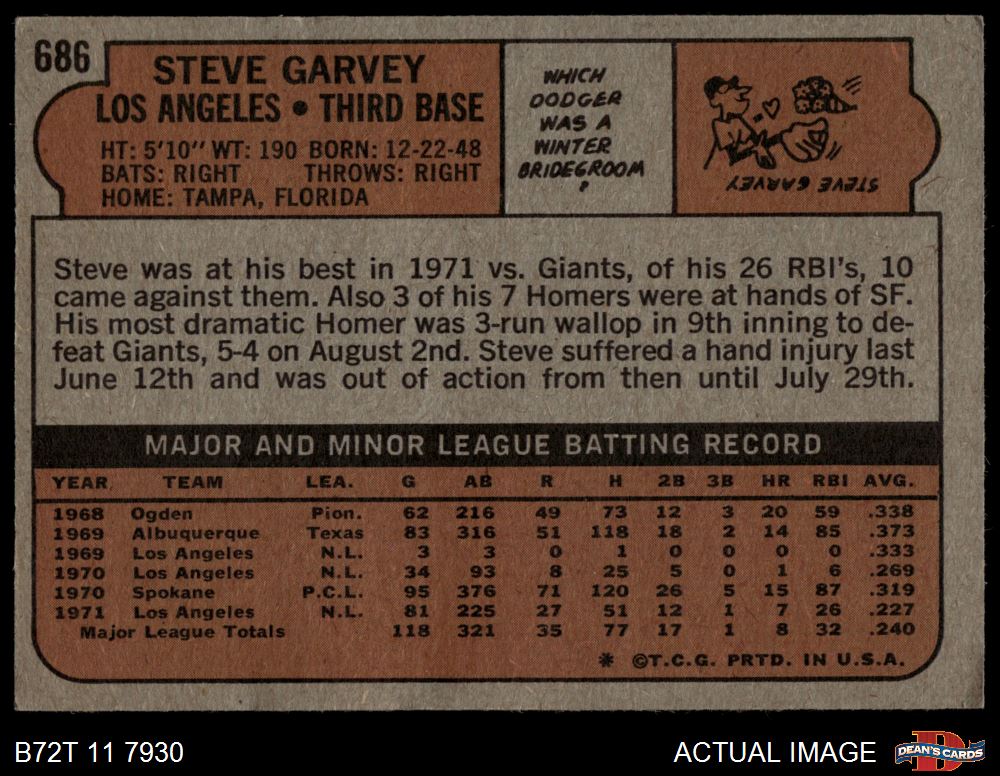 686
STEVE GARVEY
LOS ANGELES • THIRD BASE
HT: 5'10" WT: 190 BORN: 12-22-48
BATS: RIGHT THROWS: RIGHT
HOME: TAMPA, FLORIDA
WHICH
DODGER
WAS A
WINTER
BRIDEGROOM
?
STEVE GARVEY
Steve was at his best in 1971 vs. Giants, of his 26 RBI's, 10
came against them. Also 3 of his 7 Homers were at hands of SF.
His most dramatic Homer was 3-run wallop in 9th inning to de-
feat Giants, 5-4 on August 2nd. Steve suffered a hand injury last
June 12th and was out of action from then until July 29th.
MAJOR AND MINOR LEAGUE BATTING RECORD
YEAR TEAM LEA. G AB R H 2B 3B HR RBI AVG.
1968 Ogden Pion. 62 216 49 73 12 3 20 59 .338
1969 Albuquerque Texas 83 316 51 118 18 2 14 85 .373
1969 Los Angeles N.L. 3 3 0 1 0 0 0 0 .333
1970 Los Angeles N.L. 34 93 8 25 5 0 1 6 .269
1970 Spokane P.C.L. 95 376 71 120 26 5 15 87 .319
1971 Los Angeles N.L. 81 225 27 51 12 1 7 26 .227
Major League Totals 118 321 35 77 17 1 8 32 .240
* ©T.C.G. PRTD. IN U.S.A.
B72T 11 7930
ACTUAL IMAGE
DEAN'S CARDS